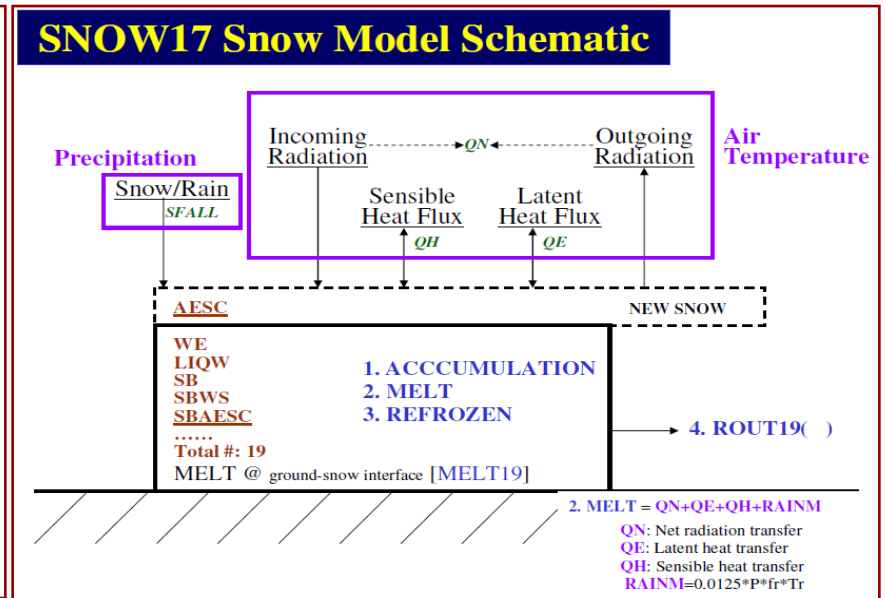 SNOW17 Snow Model Schematic
Precipitation
Snow/Rain
SFALL
Incoming
Radiation
QN
Outgoing
Radiation
Air
Temperature
Sensible
Heat Flux
QH
Latent
Heat Flux
QE
AESC
NEW SNOW
WE
LIQW
SB
SBWS
SBAESC
......
Total #: 19
MELT @ ground-snow interface [MELT19]
1. ACCCUMULATION
2. MELT
3. REFROZEN
4. ROUT19( )
2. MELT = QN+QE+QH+RAINM
QN: Net radiation transfer
QE: Latent heat transfer
QH: Sensible heat transfer
RAINM=0.0125*P*fr*Tr